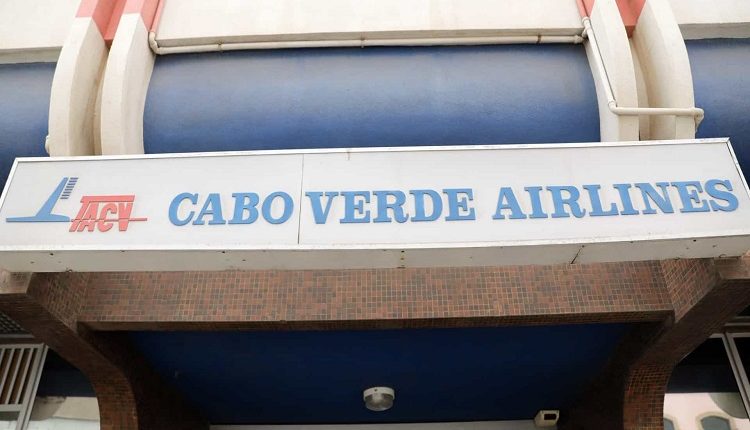 TACV CABO VERDE AIRLINES